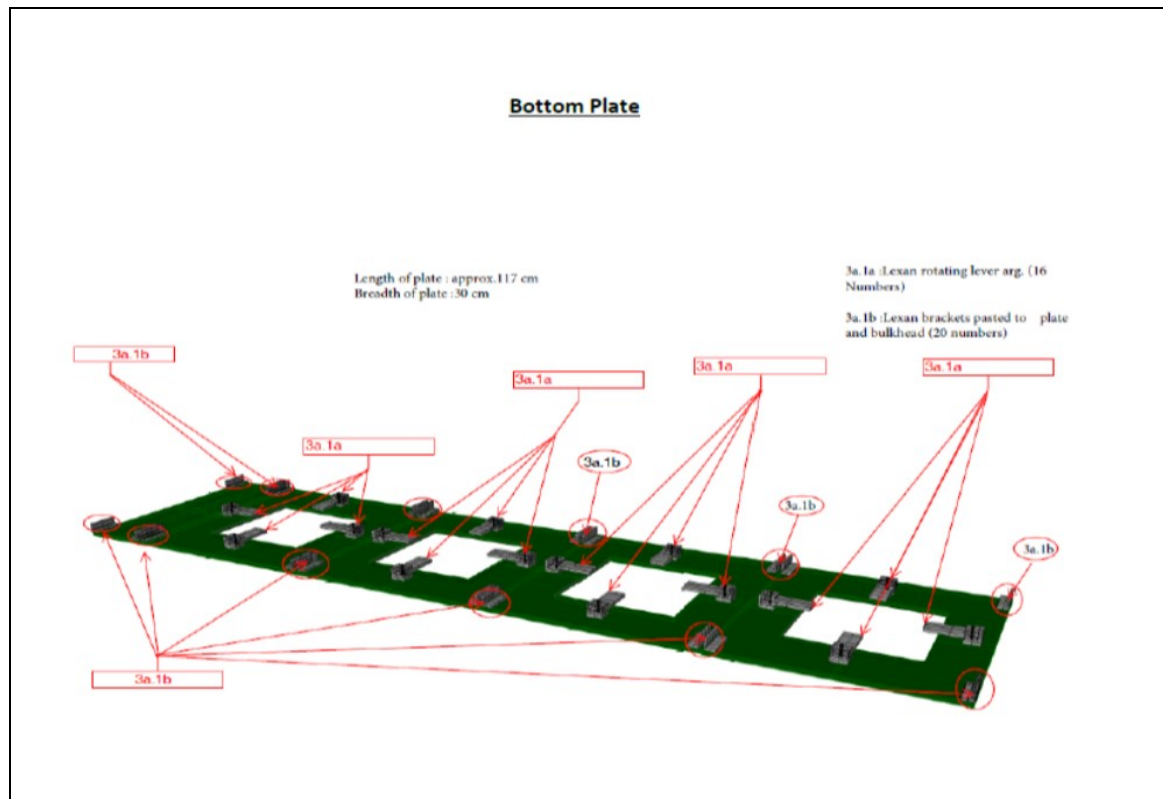 Bottom Plate
Length of plate : approx.117 cm
Breadth of plate :30 cm
3a.1a :Lexan rotating lever arg. (16
Numbers)
3a.1b :Lexan brackets pasted to plate
and bulkhead (20 numbers)
3a.1b
3a.1a
3a.1a
3a.1a
3a.1a
3a.1b
3a.1b
3a.1b
3a.1b